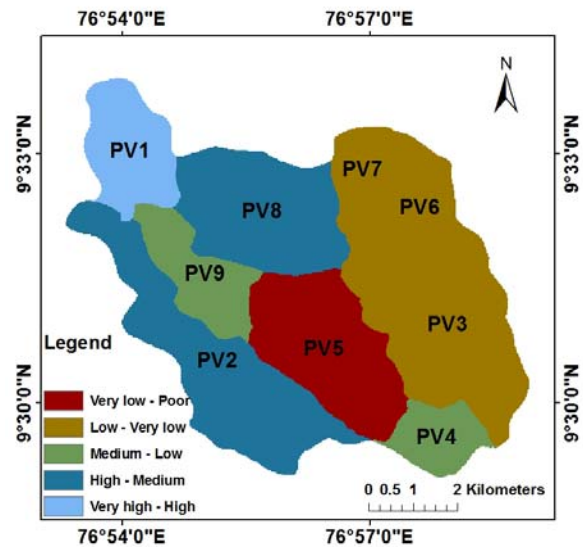 76°54'0"E
76°57'0"E
N
9°33'0"N
9°33'0"N
PV1
PV7
PV6
PV8
PV9
PV3
PV5
PV2
Legend
Very low - Poor
Low - Very low
Medium - Low
High - Medium
Very high - High
9°30'0"N
9°30'0"N
PV4
0 0.5 1 2 Kilometers
76°54'0"E
76°57'0"E